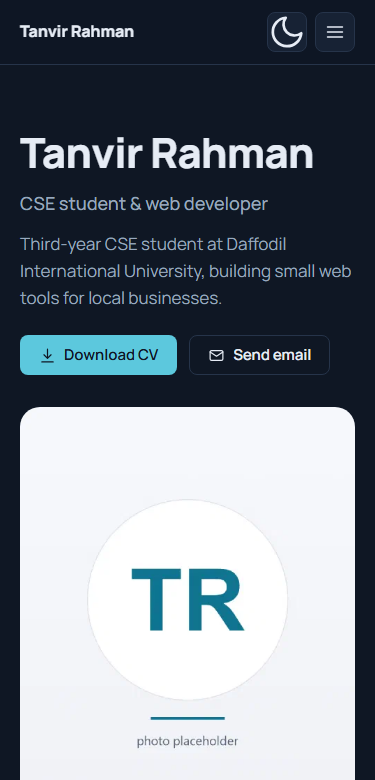 Tanvir Rahman
Tanvir Rahman
CSE student & web developer
Third-year CSE student at Daffodil
International University, building small web
tools for local businesses.
Download CV
Send email
TR
photo placeholder